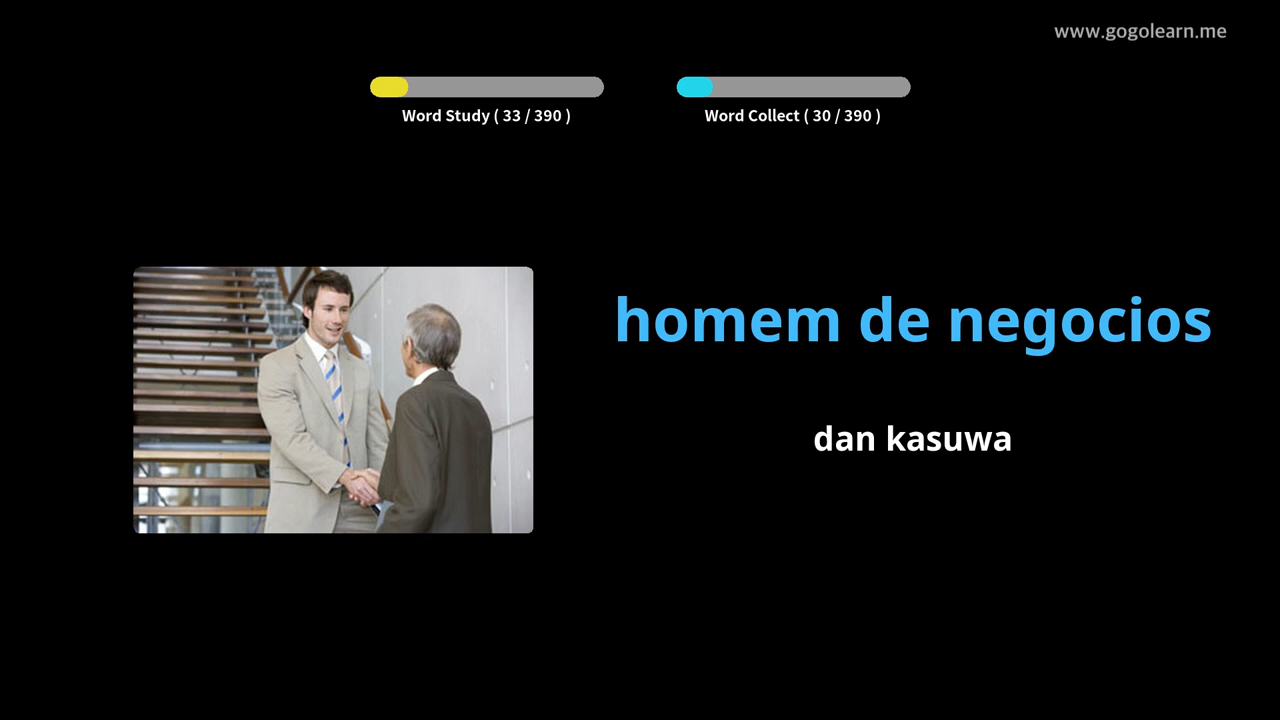 www.gogolearn.me
Word Study ( 33 / 390 )
Word Collect ( 30 / 390 )
homem de negocios
dan kasuwa